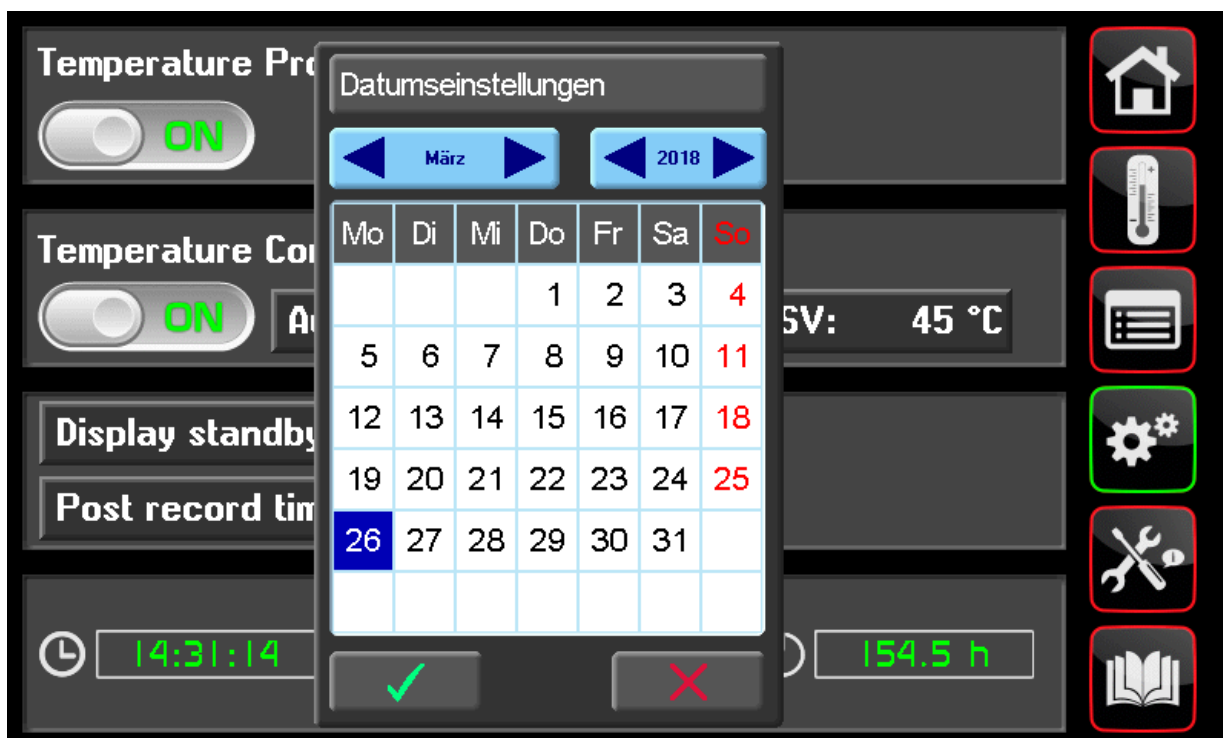 Temperature Pro
ON
Temperature Co
ON
SV: 45 °C
Display standby
Post record tim
14:31:14
154.5 h
Datumseinstellungen
März 2018
Mo Di Mi Do Fr Sa So
1 2 3 4
5 6 7 8 9 10 11
12 13 14 15 16 17 18
19 20 21 22 23 24 25
26 27 28 29 30 31